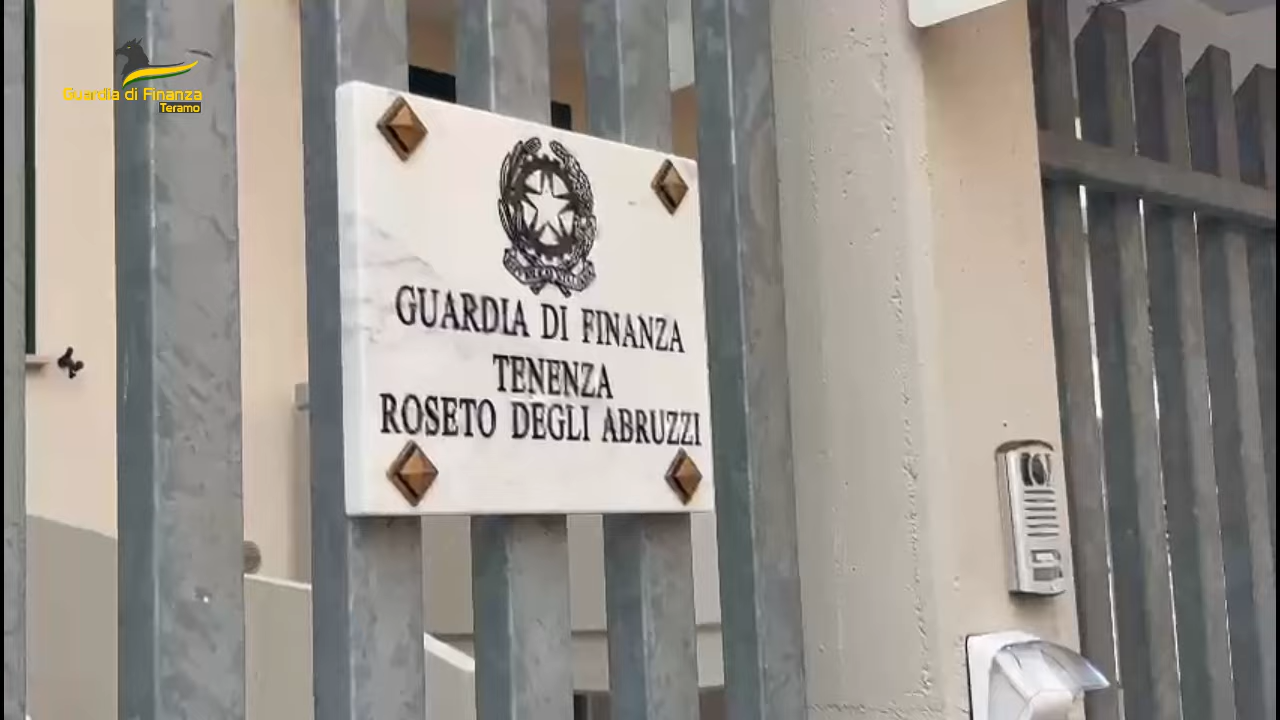 Guardia di Finanza
Teramo
GUARDIA DI FINANZA
TENENZA
ROSETO DEGLI ABRUZZI